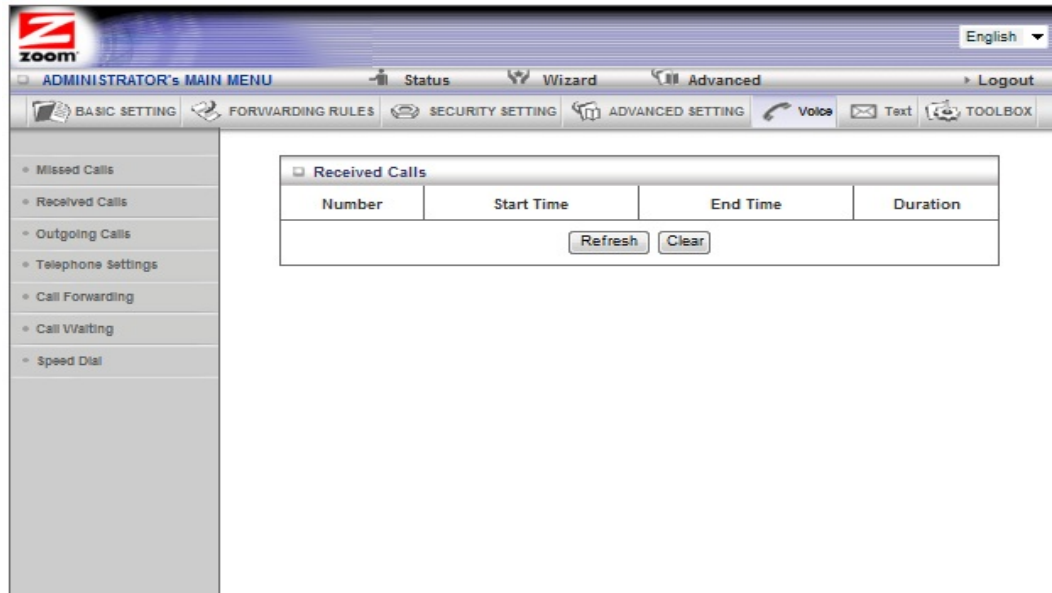 zoom
English
ADMINISTRATOR's MAIN MENU Status Wizard Advanced Logout
BASIC SETTING FORWARDING RULES SECURITY SETTING ADVANCED SETTING Voice Text TOOLBOX
Missed Calls
Received Calls
Outgoing Calls
Telephone Settings
Call Forwarding
Call Waiting
Speed Dial
Received Calls
Number Start Time End Time Duration
Refresh Clear